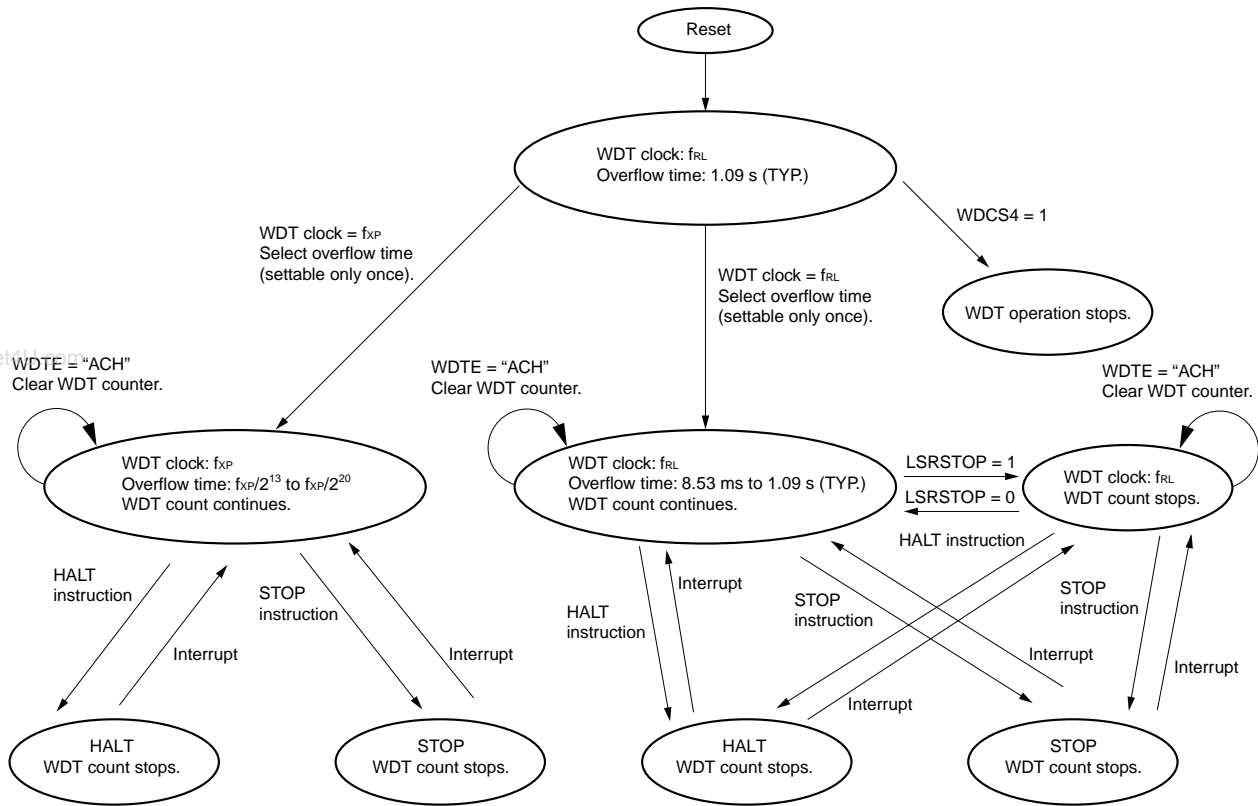 Reset
WDT clock: fRL
Overflow time: 1.09 s (TYP.)
WDCS4 = 1
WDT clock = fXP
Select overflow time
(settable only once).
WDT clock = fRL
Select overflow time
(settable only once).
WDT operation stops.
WDTE = “ACH”
Clear WDT counter.
WDTE = “ACH”
Clear WDT counter.
WDTE = “ACH”
Clear WDT counter.
WDT clock: fXP
Overflow time: fXP/2^13 to fXP/2^20
WDT count continues.
WDT clock: fRL
Overflow time: 8.53 ms to 1.09 s (TYP.)
WDT count continues.
LSRSTOP = 1
LSRSTOP = 0
WDT clock: fRL
WDT count stops.
HALT instruction
HALT
instruction
Interrupt
STOP
instruction
Interrupt
HALT
instruction
Interrupt
STOP
instruction
Interrupt
Interrupt
STOP
instruction
Interrupt
HALT
WDT count stops.
STOP
WDT count stops.
HALT
WDT count stops.
STOP
WDT count stops.